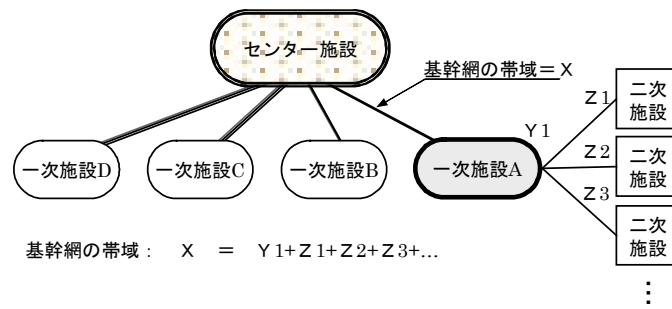 センター施設
基幹網の帯域＝X
Z1
二次
施設
Y1
一次施設D
一次施設C
一次施設B
一次施設A
Z2
二次
施設
Z3
二次
施設
基幹網の帯域： X ＝ Y1+Z1+Z2+Z3+...
⋮